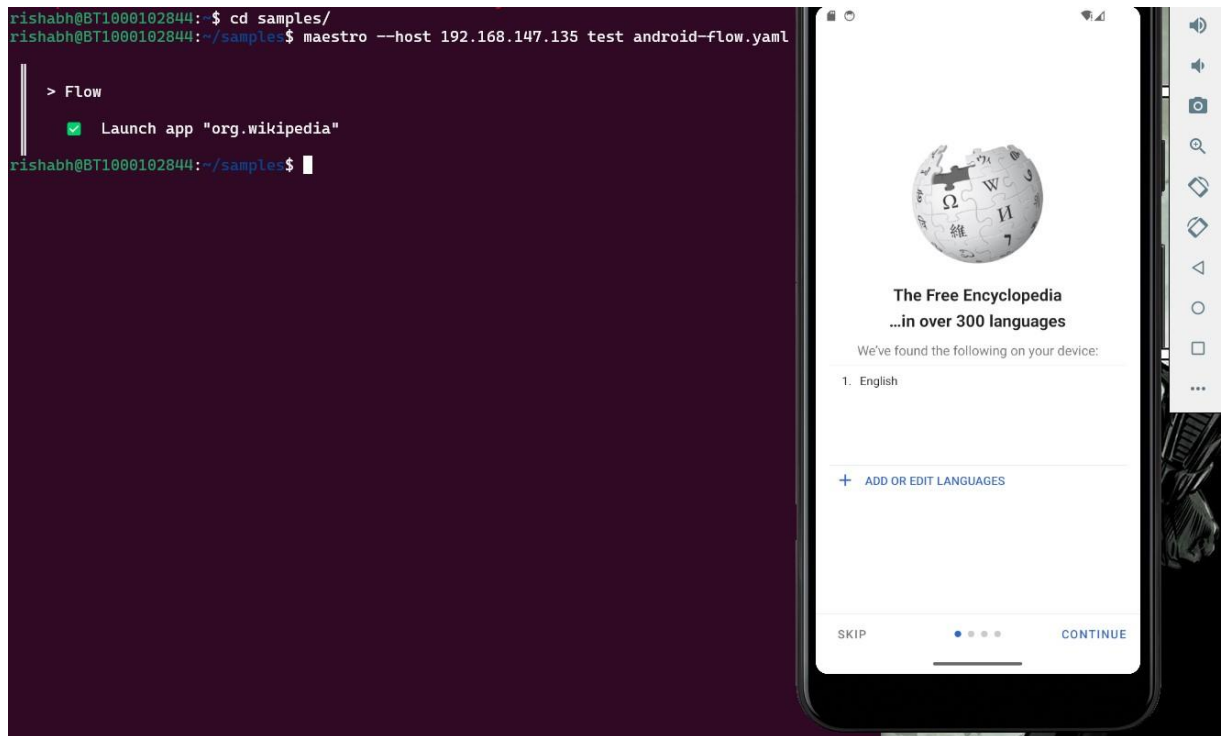 rishabh@BT1000102844:~$ cd samples/
rishabh@BT1000102844:~/samples$ maestro --host 192.168.147.135 test android-flow.yaml
> Flow
Launch app "org.wikipedia"
rishabh@BT1000102844:~/samples$
Ω W И
維 7
The Free Encyclopedia
...in over 300 languages
We've found the following on your device:
1. English
+ ADD OR EDIT LANGUAGES
SKIP CONTINUE